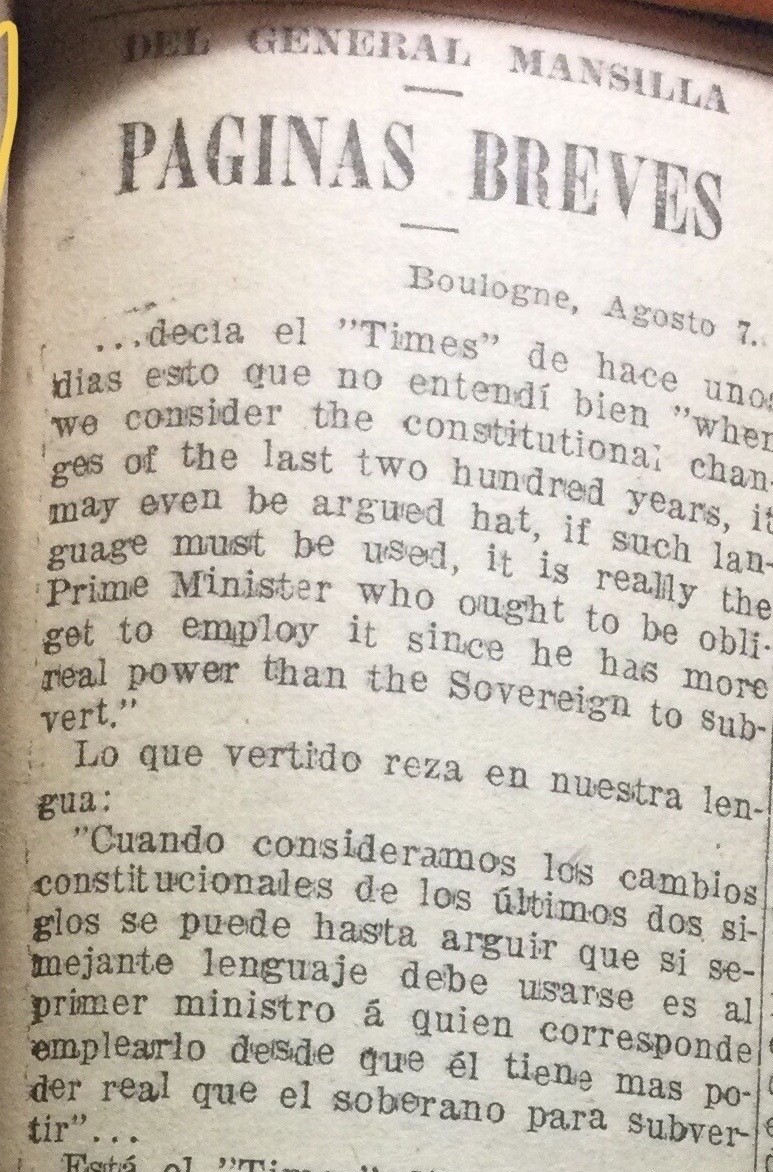 DEL GENERAL MANSILLA
PAGINAS BREVES
Boulogne, Agosto 7.
...decia el "Times" de hace unos
dias esto que no entendí bien "when
we consider the constitutional chan-
ges of the last two hundred years, it
may even be argued hat, if such lan-
guage must be used, it is really the
Prime Minister who ought to be obli-
get to employ it since he has more
real power than the Sovereign to sub-
vert."
Lo que vertido reza en nuestra len-
gua:
"Cuando consideramos los cambios
constitucionales de los últimos dos si-
glos se puede hasta arguir que si se-
mejante lenguaje debe usarse es al
primer ministro á quien corresponde
emplearlo desde que él tiene mas po-
der real que el soberano para subver-
tir"...
Está el "Times"